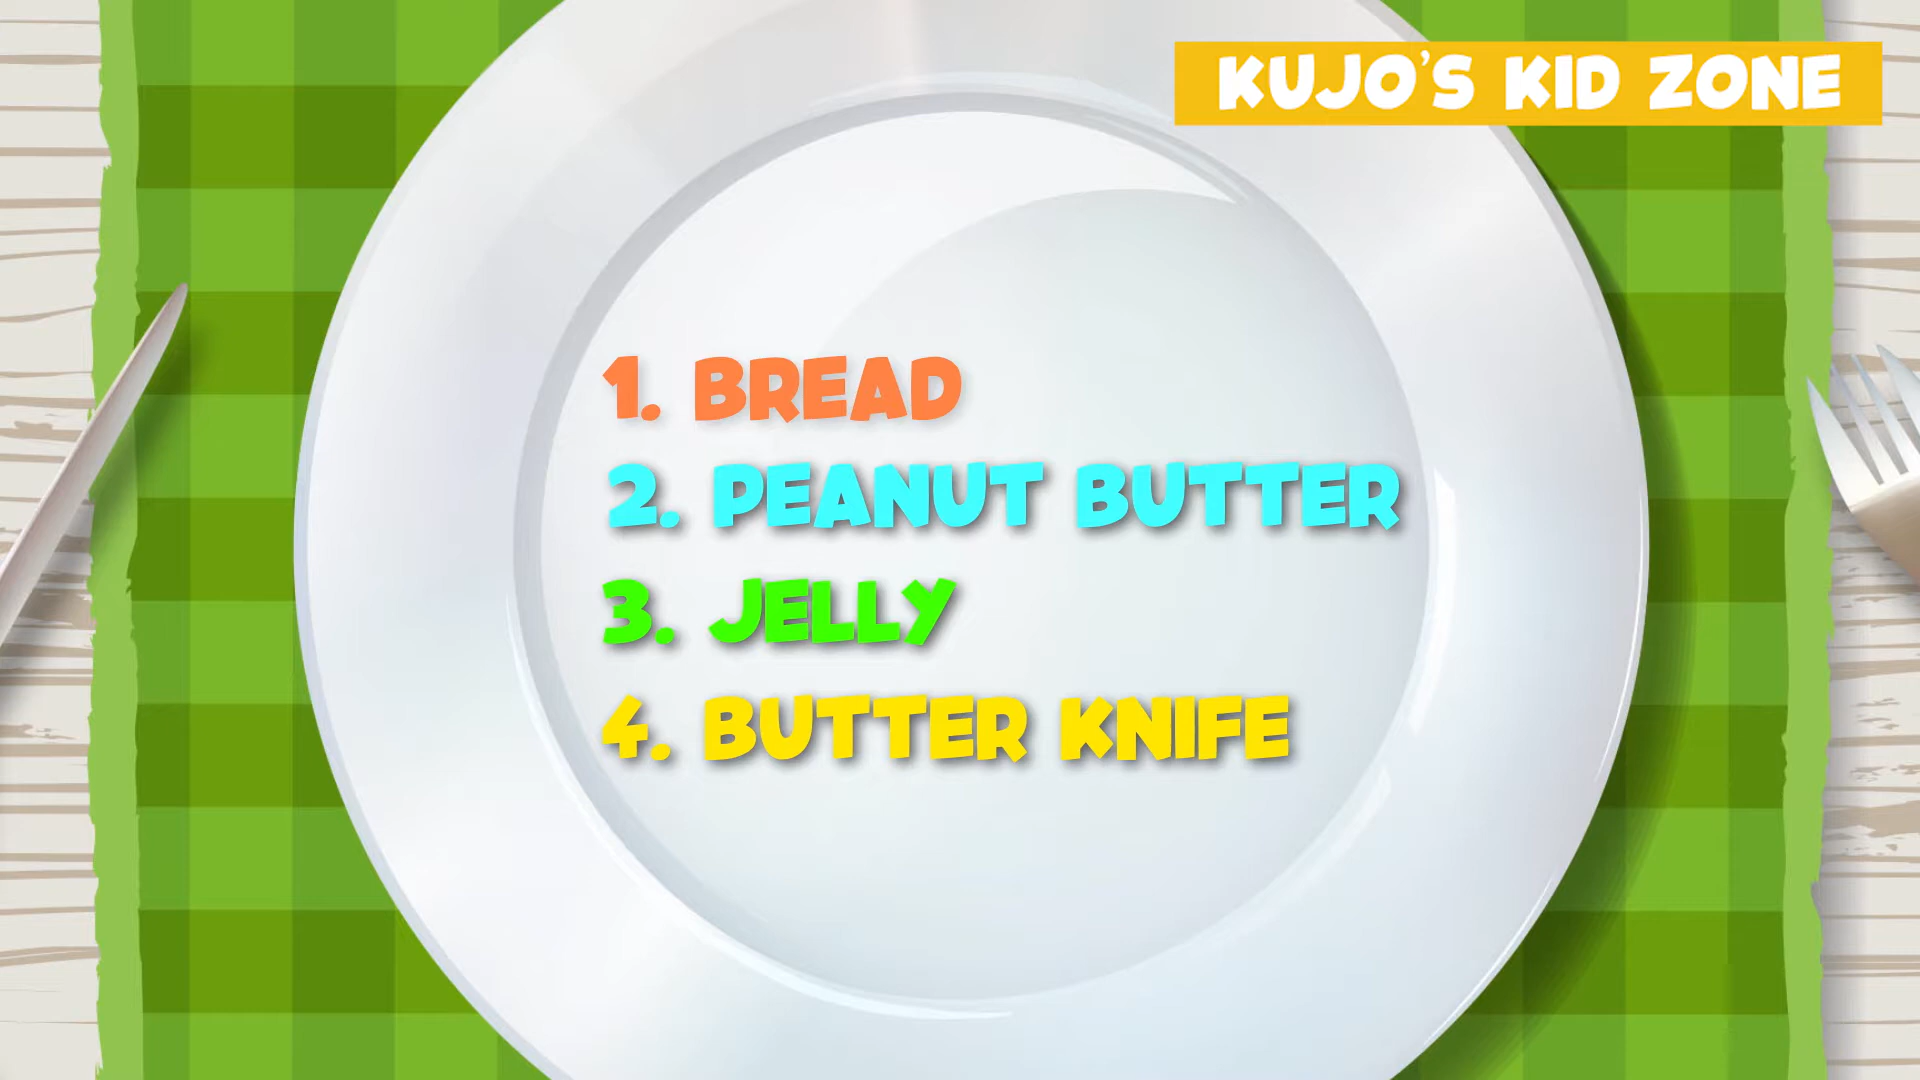 KUJO'S KID ZONE
1. BREAD
2. PEANUT BUTTER
3. JELLY
4. BUTTER KNIFE